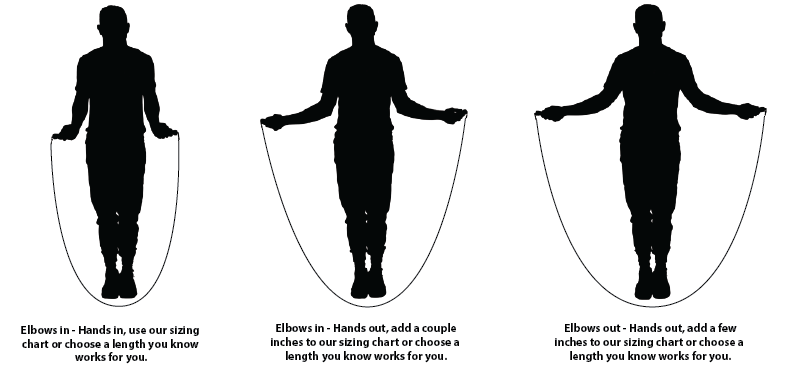 Elbows in - Hands in, use our sizing
chart or choose a length you know
works for you.
Elbows in - Hands out, add a couple
inches to our sizing chart or choose a
length you know works for you.
Elbows out - Hands out, add a few
inches to our sizing chart or choose a
length you know works for you.